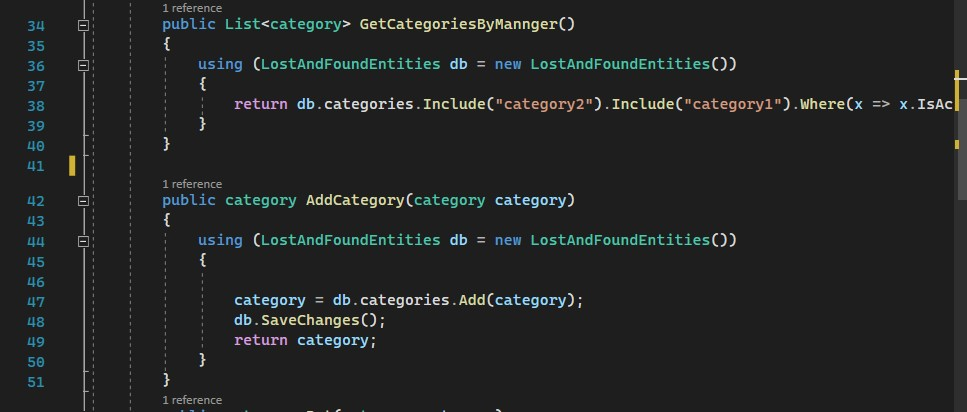 1 reference
34 public List<category> GetCategoriesByMannger()
35 {
36 using (LostAndFoundEntities db = new LostAndFoundEntities())
37 {
38 return db.categories.Include("category2").Include("category1").Where(x => x.IsAc
39 }
40 }
41
1 reference
42 public category AddCategory(category category)
43 {
44 using (LostAndFoundEntities db = new LostAndFoundEntities())
45 {
46
47 category = db.categories.Add(category);
48 db.SaveChanges();
49 return category;
50 }
51 }
1 reference